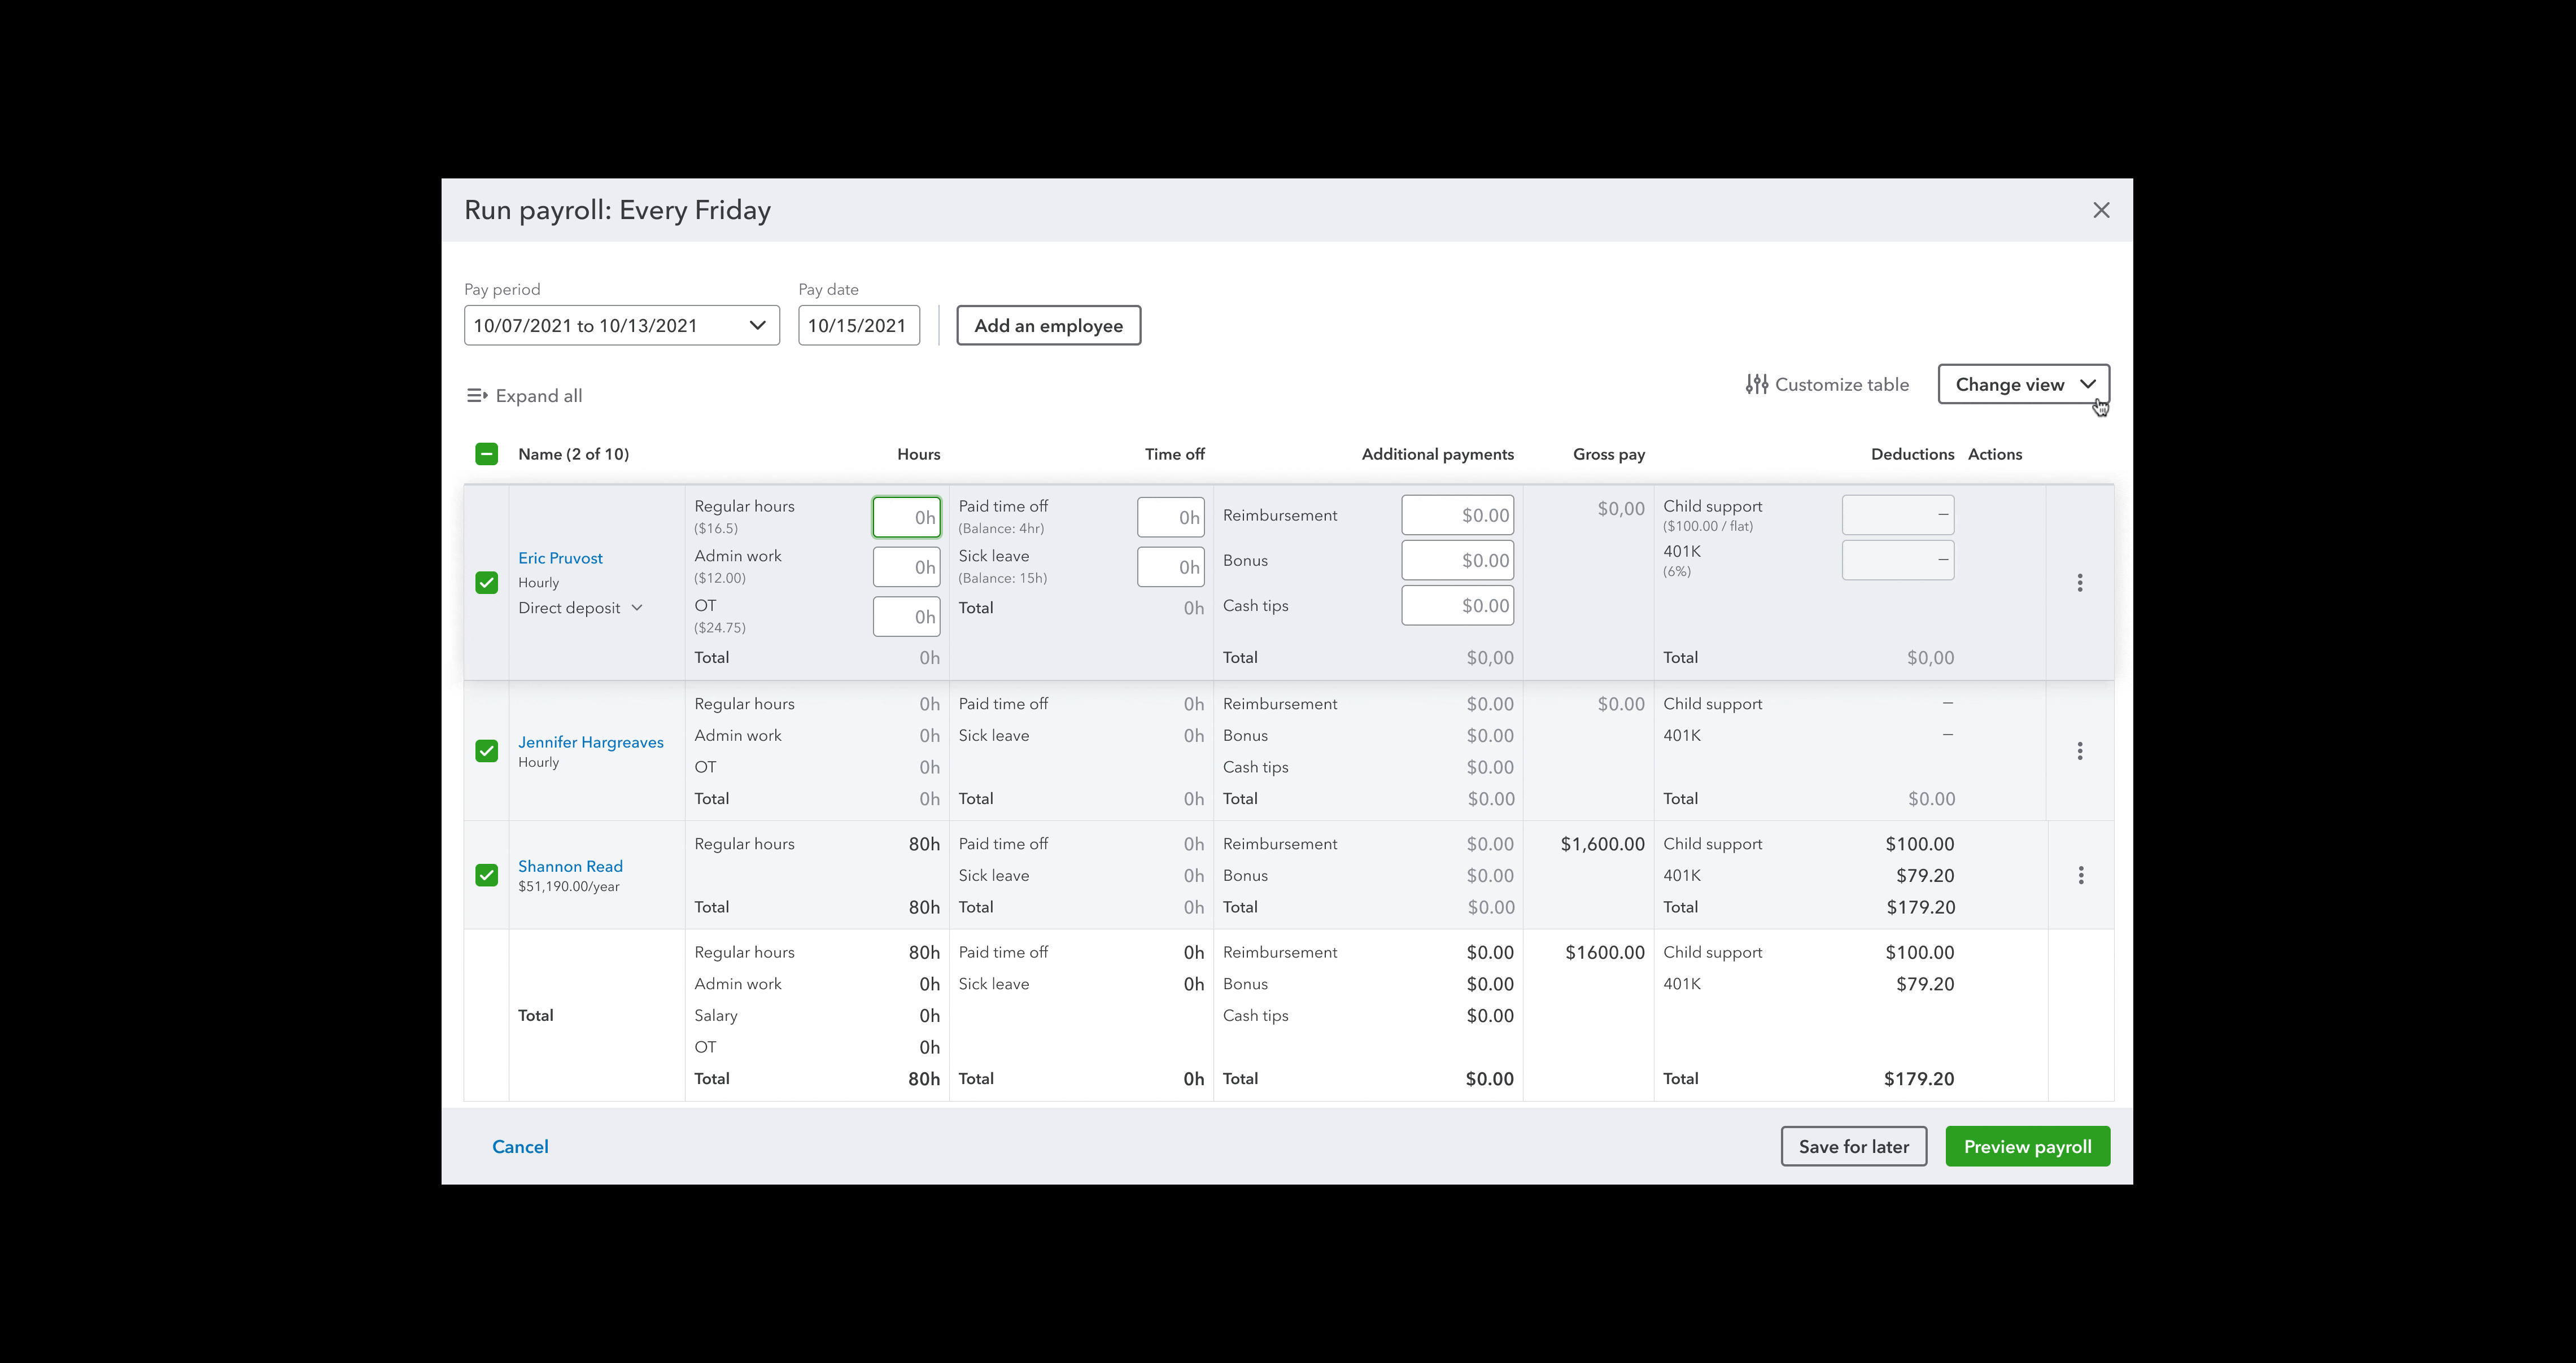 Run payroll: Every Friday
Pay period
Pay date
10/07/2021 to 10/13/2021
10/15/2021
Add an employee
Expand all
Customize table
Change view
Name (2 of 10) Hours Time off Additional payments Gross pay Deductions Actions
Eric Pruvost
Hourly
Direct deposit
Regular hours 0h
($16.5)
Admin work 0h
($12.00)
OT 0h
($24.75)
Total 0h
Paid time off 0h
(Balance: 4hr)
Sick leave 0h
(Balance: 15h)
Total 0h
Reimbursement $0.00
Bonus $0.00
Cash tips $0.00
Total $0,00
$0,00
Child support –
($100.00 / flat)
401K –
(6%)
Total $0,00
Jennifer Hargreaves
Hourly
Regular hours 0h
Admin work 0h
OT 0h
Total 0h
Paid time off 0h
Sick leave 0h
Total 0h
Reimbursement $0.00
Bonus $0.00
Cash tips $0.00
Total $0.00
$0.00
Child support –
401K –
Total $0.00
Shannon Read
$51,190.00/year
Regular hours 80h
Total 80h
Paid time off 0h
Sick leave 0h
Total 0h
Reimbursement $0.00
Bonus $0.00
Total $0.00
$1,600.00
Child support $100.00
401K $79.20
Total $179.20
Total
Regular hours 80h
Admin work 0h
Salary 0h
OT 0h
Total 80h
Paid time off 0h
Sick leave 0h
Total 0h
Reimbursement $0.00
Bonus $0.00
Cash tips $0.00
Total $0.00
$1600.00
Child support $100.00
401K $79.20
Total $179.20
Cancel
Save for later
Preview payroll